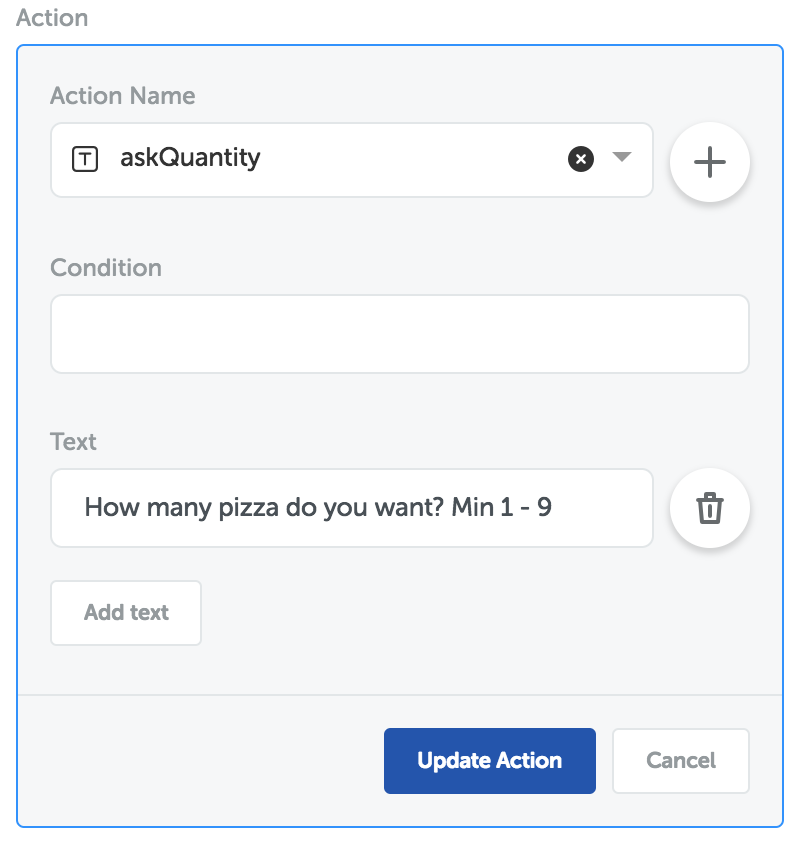 Action
Action Name
askQuantity
Condition
Text
How many pizza do you want? Min 1 - 9
Add text
Update Action
Cancel